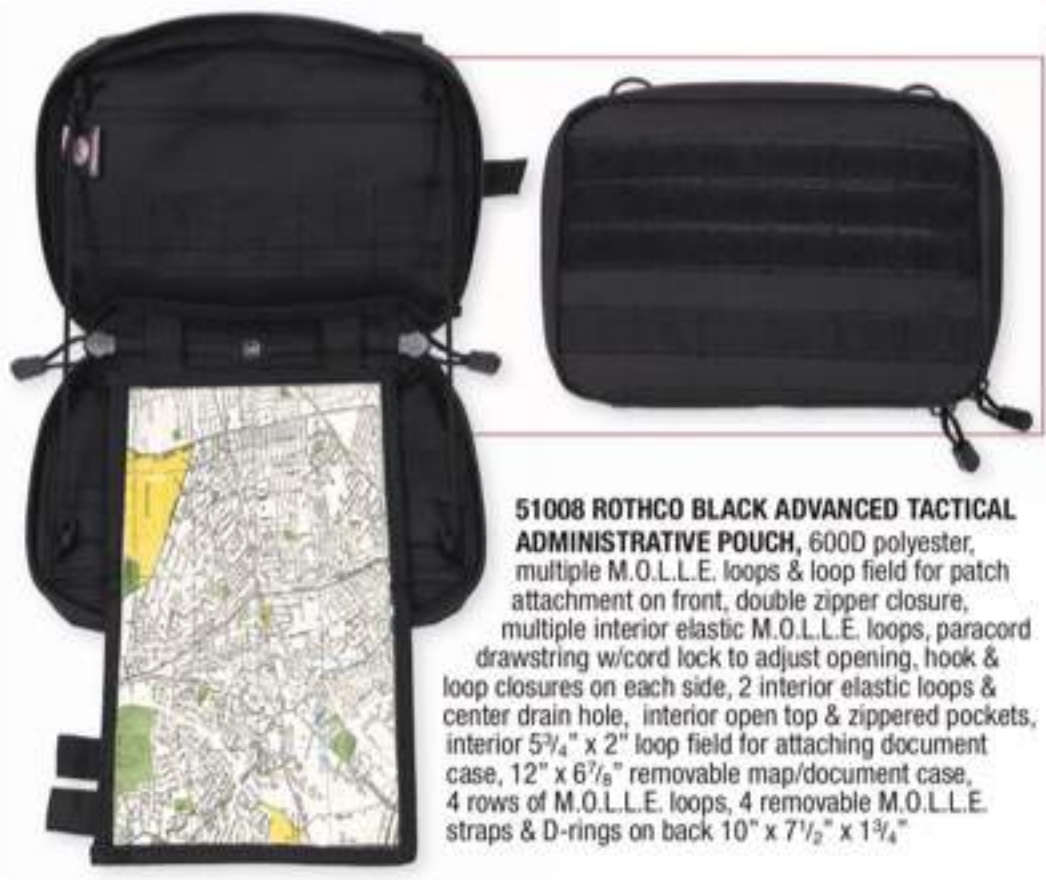 51008 ROTHCO BLACK ADVANCED TACTICAL
ADMINISTRATIVE POUCH, 600D polyester,
multiple M.O.L.L.E. loops & loop field for patch
attachment on front, double zipper closure,
multiple interior elastic M.O.L.L.E. loops, paracord
drawstring w/cord lock to adjust opening, hook &
loop closures on each side, 2 interior elastic loops &
center drain hole, interior open top & zippered pockets,
interior 5¾” x 2” loop field for attaching document
case, 12” x 6⅞” removable map/document case,
4 rows of M.O.L.L.E. loops, 4 removable M.O.L.L.E.
straps & D-rings on back 10” x 7½” x 1¾”